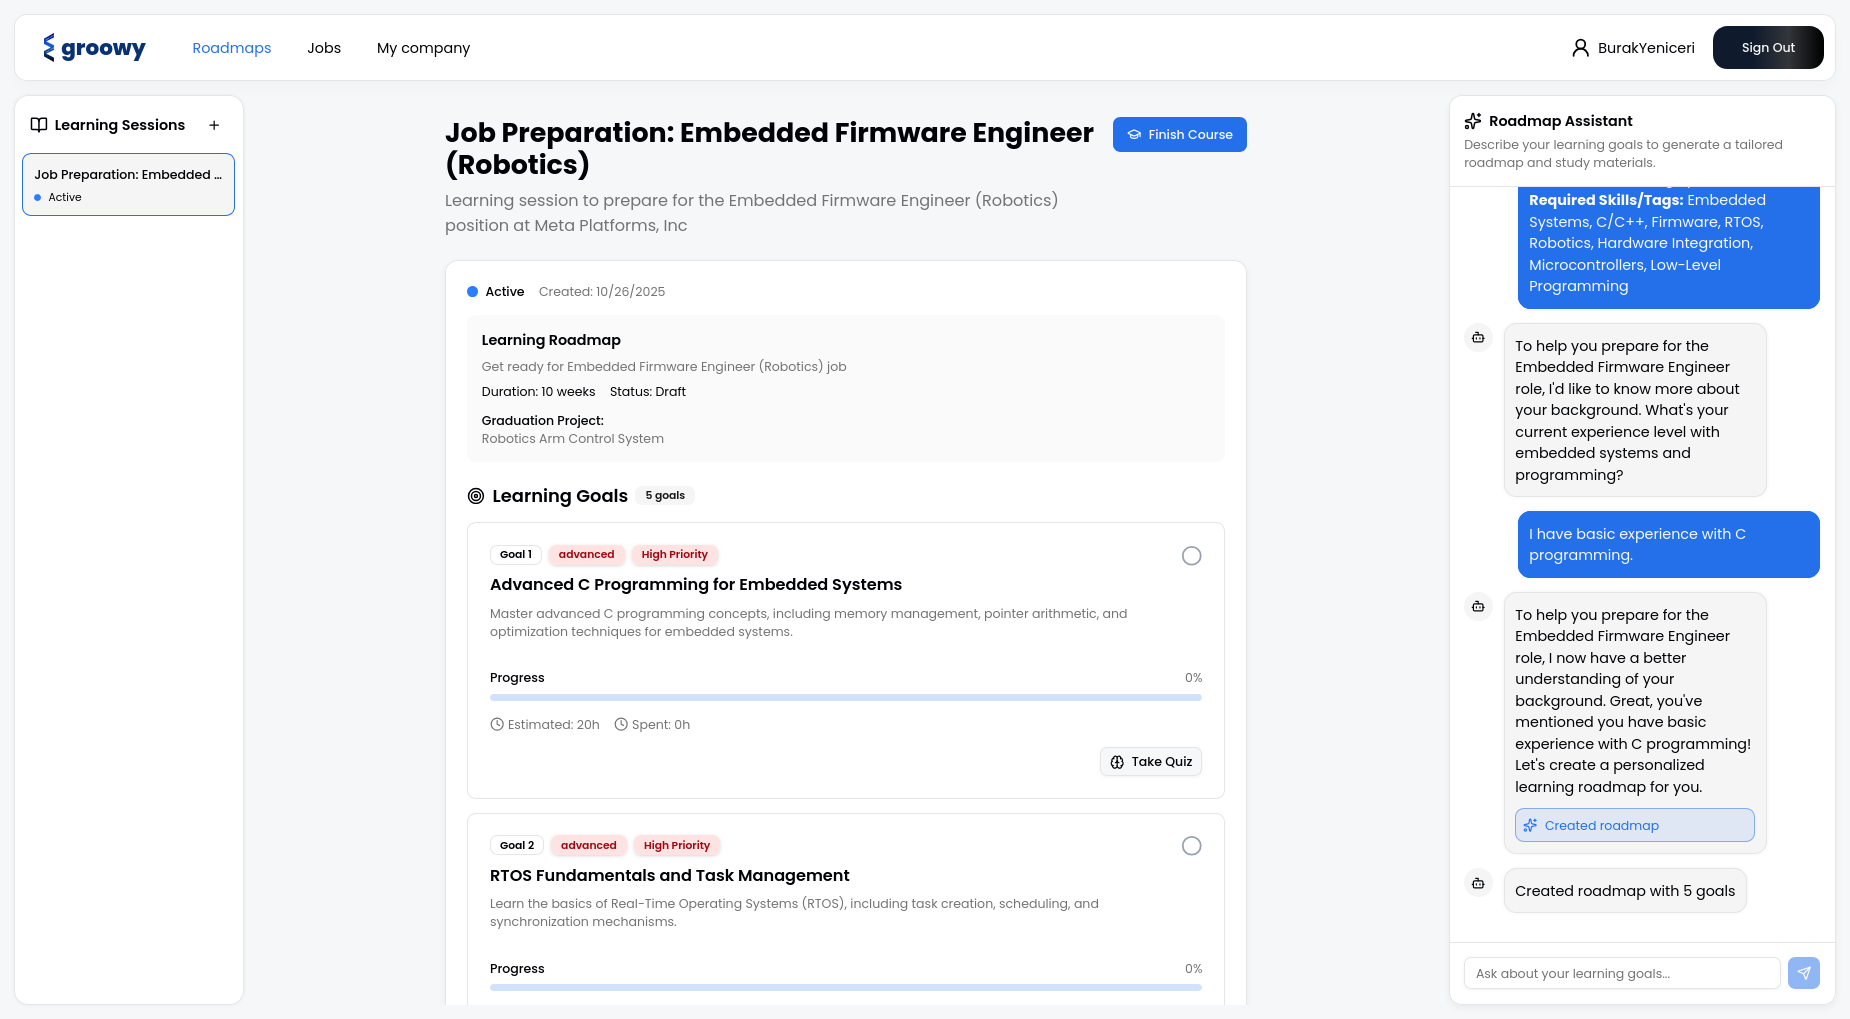 groowy
Roadmaps
Jobs
My company
BurakYeniceri
Sign Out
Learning Sessions
Job Preparation: Embedded ...
Active
Job Preparation: Embedded Firmware Engineer
(Robotics)
Finish Course
Learning session to prepare for the Embedded Firmware Engineer (Robotics)
position at Meta Platforms, Inc
Active
Created: 10/26/2025
Learning Roadmap
Get ready for Embedded Firmware Engineer (Robotics) job
Duration: 10 weeks
Status: Draft
Graduation Project:
Robotics Arm Control System
Learning Goals
5 goals
Goal 1
advanced
High Priority
Advanced C Programming for Embedded Systems
Master advanced C programming concepts, including memory management, pointer arithmetic, and
optimization techniques for embedded systems.
Progress
0%
Estimated: 20h
Spent: 0h
Take Quiz
Goal 2
advanced
High Priority
RTOS Fundamentals and Task Management
Learn the basics of Real-Time Operating Systems (RTOS), including task creation, scheduling, and
synchronization mechanisms.
Progress
0%
Roadmap Assistant
Describe your learning goals to generate a tailored
roadmap and study materials.
Required Skills/Tags: Embedded
Systems, C/C++, Firmware, RTOS,
Robotics, Hardware Integration,
Microcontrollers, Low-Level
Programming
To help you prepare for the
Embedded Firmware Engineer
role, I'd like to know more about
your background. What's your
current experience level with
embedded systems and
programming?
I have basic experience with C
programming.
To help you prepare for the
Embedded Firmware Engineer
role, I now have a better
understanding of your
background. Great, you've
mentioned you have basic
experience with C programming!
Let's create a personalized
learning roadmap for you.
Created roadmap
Created roadmap with 5 goals
Ask about your learning goals...